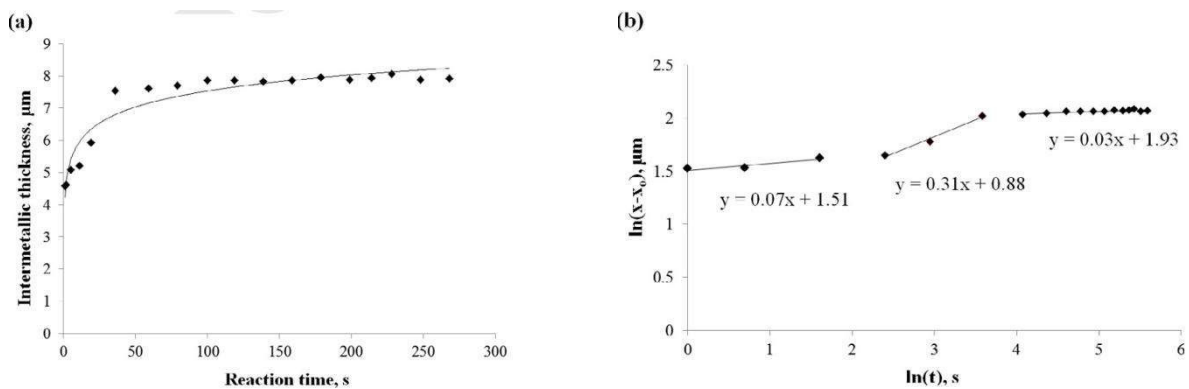 (a)
9
8
7
6
5
4
3
2
1
0
Intermetallic thickness, µm
0 50 100 150 200 250 300
Reaction time, s
(b)
2.5
2
1.5
1
0.5
0
ln(x-xo), µm
y = 0.07x + 1.51
y = 0.31x + 0.88
y = 0.03x + 1.93
0 1 2 3 4 5 6
ln(t), s